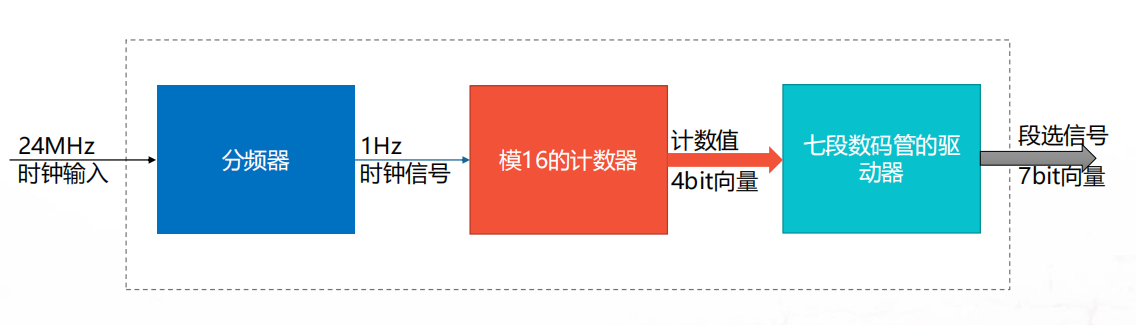 24MHz
时钟输入
分频器
1Hz
时钟信号
模16的计数器
计数值
4bit向量
七段数码管的驱
动器
段选信号
7bit向量